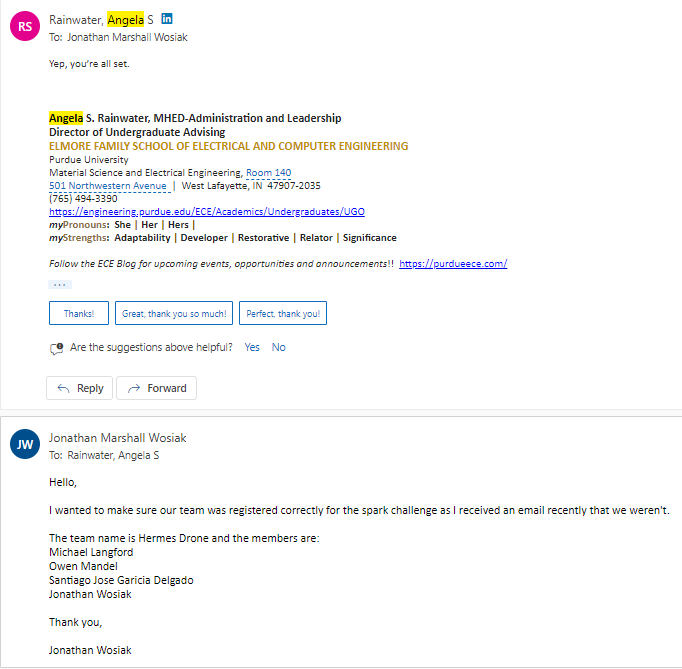 RS
Rainwater, Angela S in
To: Jonathan Marshall Wosiak
Yep, you're all set.
Angela S. Rainwater, MHED-Administration and Leadership
Director of Undergraduate Advising
ELMORE FAMILY SCHOOL OF ELECTRICAL AND COMPUTER ENGINEERING
Purdue University
Material Science and Electrical Engineering, Room 140
501 Northwestern Avenue | West Lafayette, IN 47907-2035
(765) 494-3390
https://engineering.purdue.edu/ECE/Academics/Undergraduates/UGO
myPronouns: She | Her | Hers |
myStrengths: Adaptability | Developer | Restorative | Relator | Significance
Follow the ECE Blog for upcoming events, opportunities and announcements!! https://purdueece.com/
...
Thanks! Great, thank you so much! Perfect, thank you!
Are the suggestions above helpful? Yes No
Reply Forward
JW
Jonathan Marshall Wosiak
To: Rainwater, Angela S
Hello,
I wanted to make sure our team was registered correctly for the spark challenge as I received an email recently that we weren't.
The team name is Hermes Drone and the members are:
Michael Langford
Owen Mandel
Santiago Jose Garicia Delgado
Jonathan Wosiak
Thank you,
Jonathan Wosiak